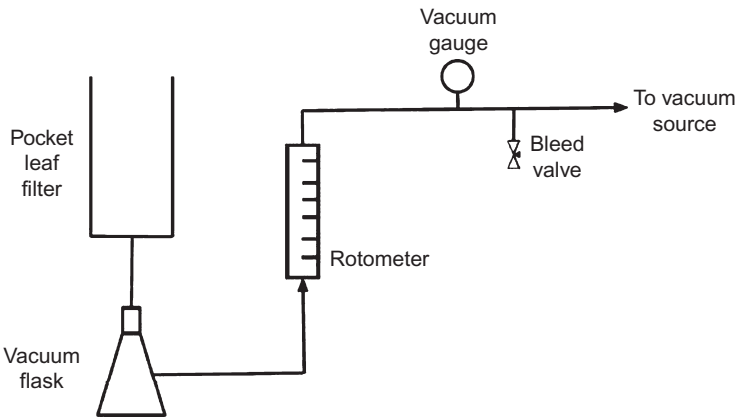 Vacuum
gauge
To vacuum
source
Pocket
leaf
filter
Bleed
valve
Rotometer
Vacuum
flask